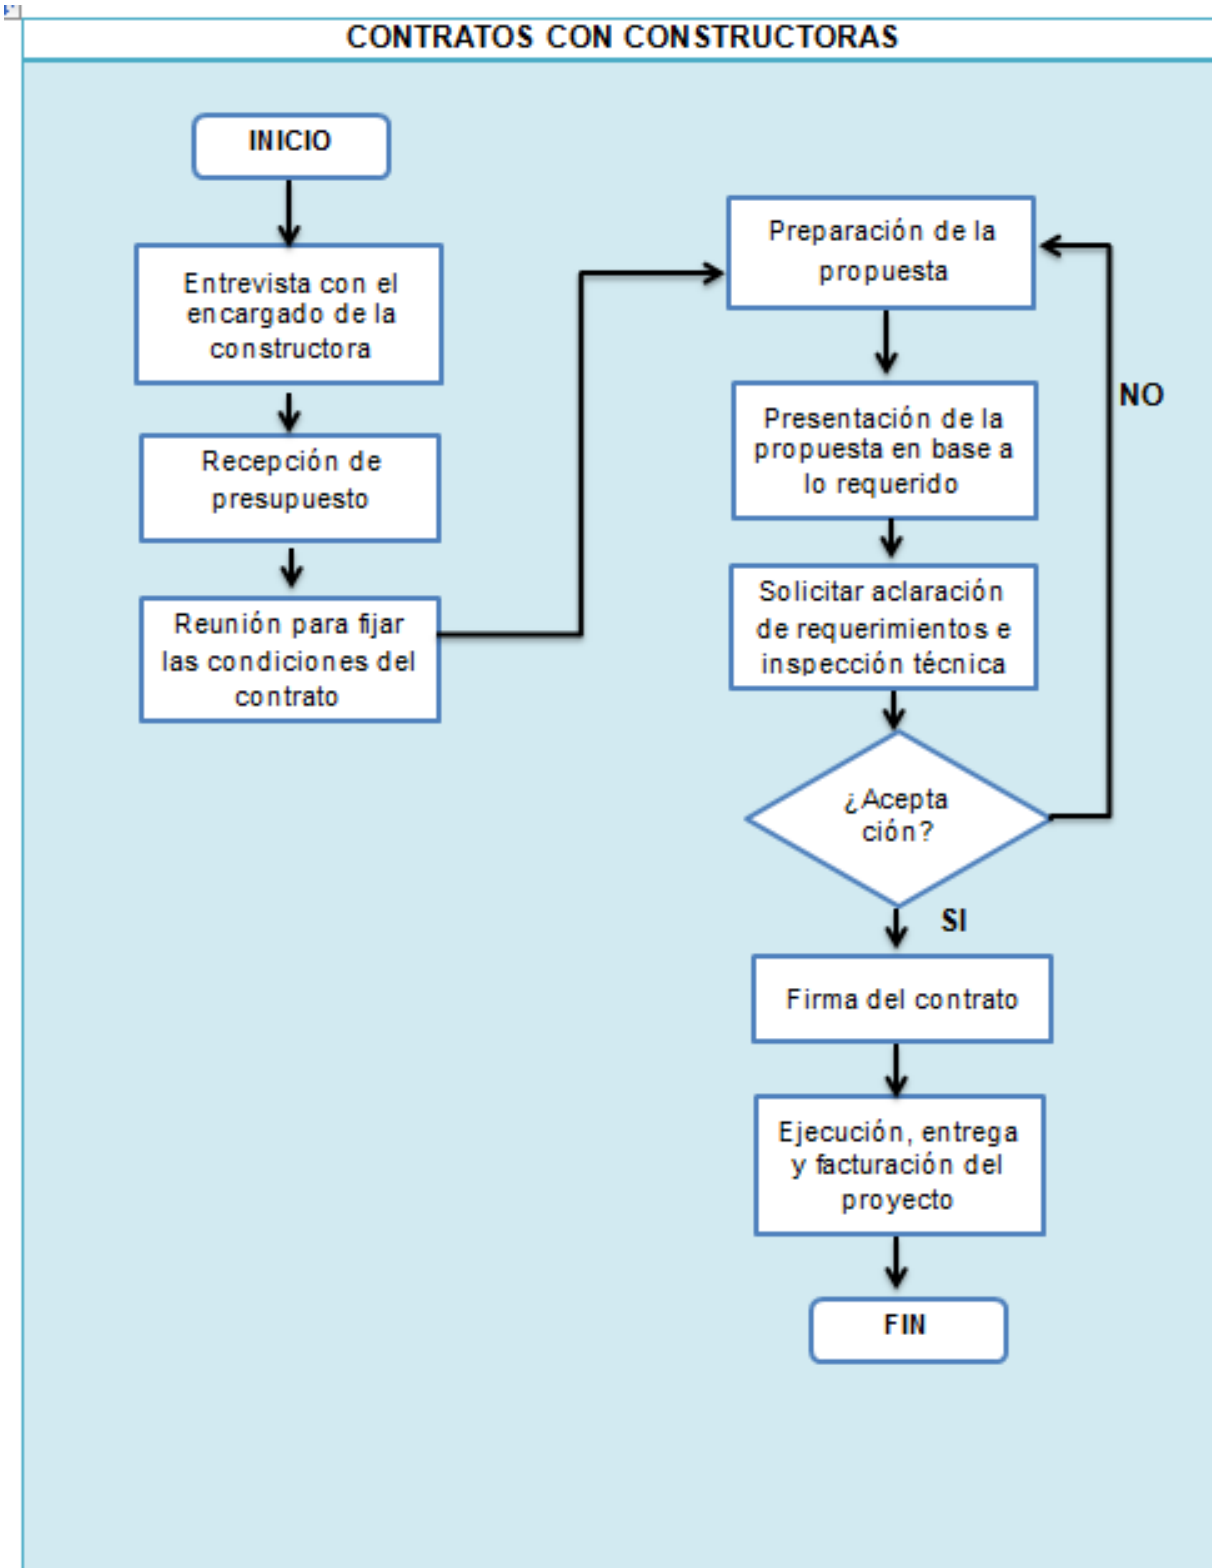 CONTRATOS CON CONSTRUCTORAS
INICIO
Entrevista con el
encargado de la
constructora
Recepción de
presupuesto
Reunión para fijar
las condiciones del
contrato
Preparación de la
propuesta
Presentación de la
propuesta en base a
lo requerido
Solicitar aclaración
de requerimientos e
inspección técnica
¿Acepta
ción?
NO
SI
Firma del contrato
Ejecución, entrega
y facturación del
proyecto
FIN